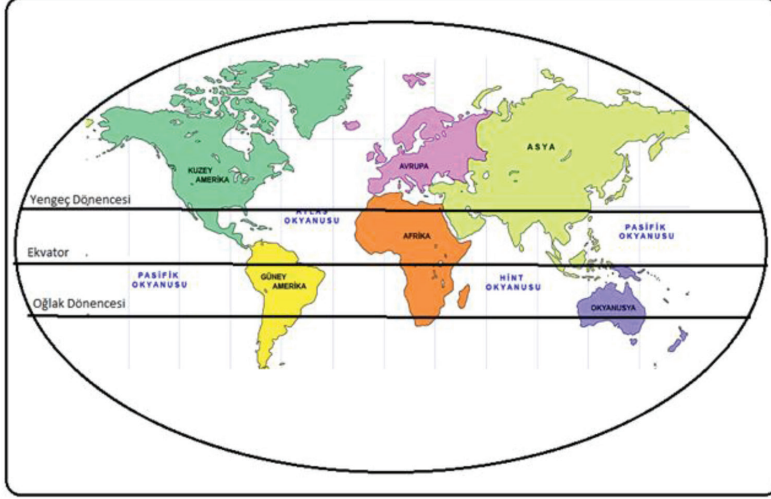 ASYA
AVRUPA
KUZEY
AMERİKA
Yengeç Dönencesi
ATLAS
OKYANUSU
PASİFİK
OKYANUSU
AFRİKA
Ekvator
PASİFİK
OKYANUSU
GÜNEY
AMERİKA
HİNT
OKYANUSU
Oğlak Dönencesi
OKYANUSYA